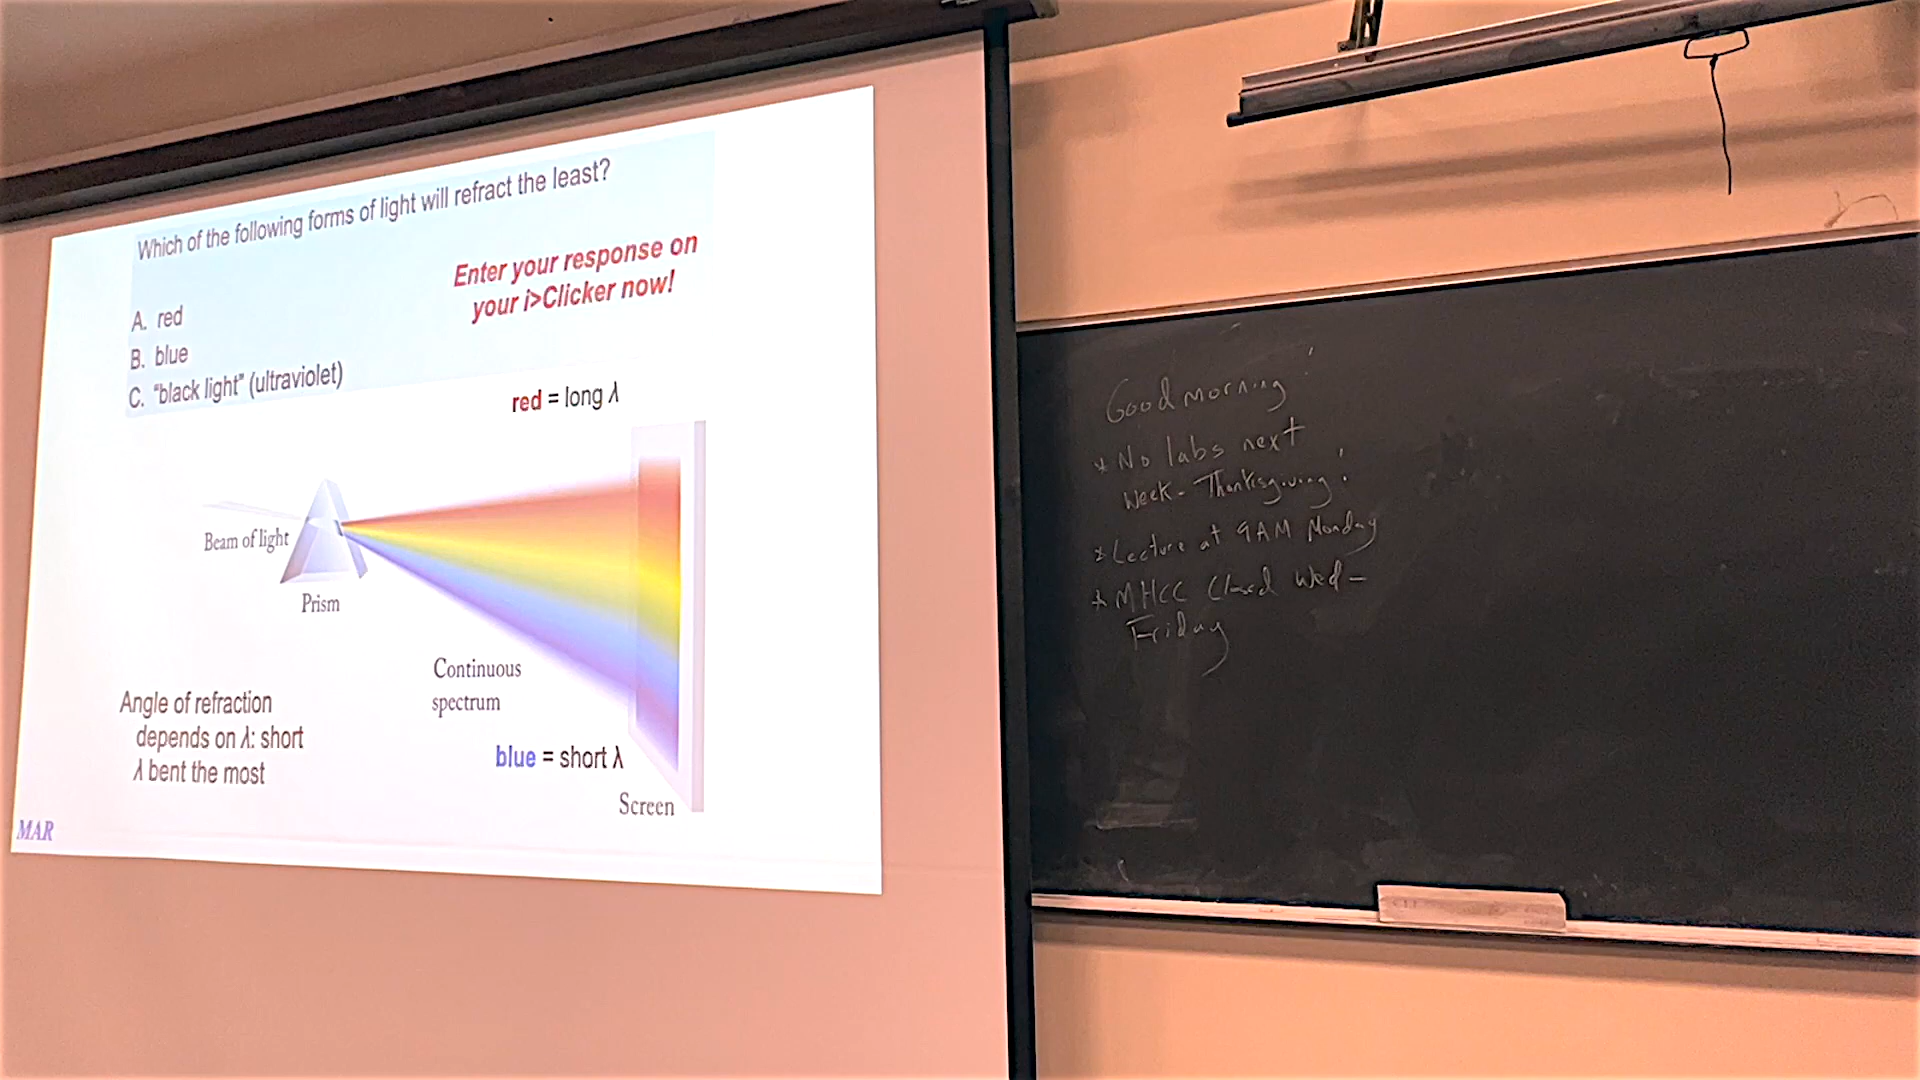 Which of the following forms of light will refract the least?
Enter your response on
your i>Clicker now!
A. red
B. blue
C. "black light" (ultraviolet)
red = long λ
Beam of light
Prism
Continuous
spectrum
Angle of refraction
depends on λ: short
λ bent the most
blue = short λ
Screen
MAR
Good morning!
* No labs next
week - Thanksgiving!
* Lecture at 9AM Monday
* MHCC Closed Wed -
Friday